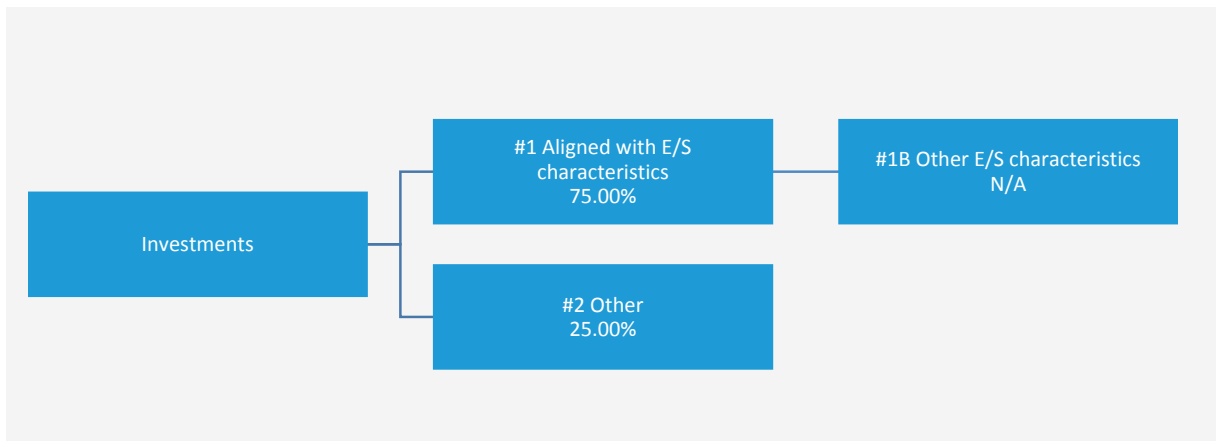 Investments
#1 Aligned with E/S
characteristics
75.00%
#1B Other E/S characteristics
N/A
#2 Other
25.00%